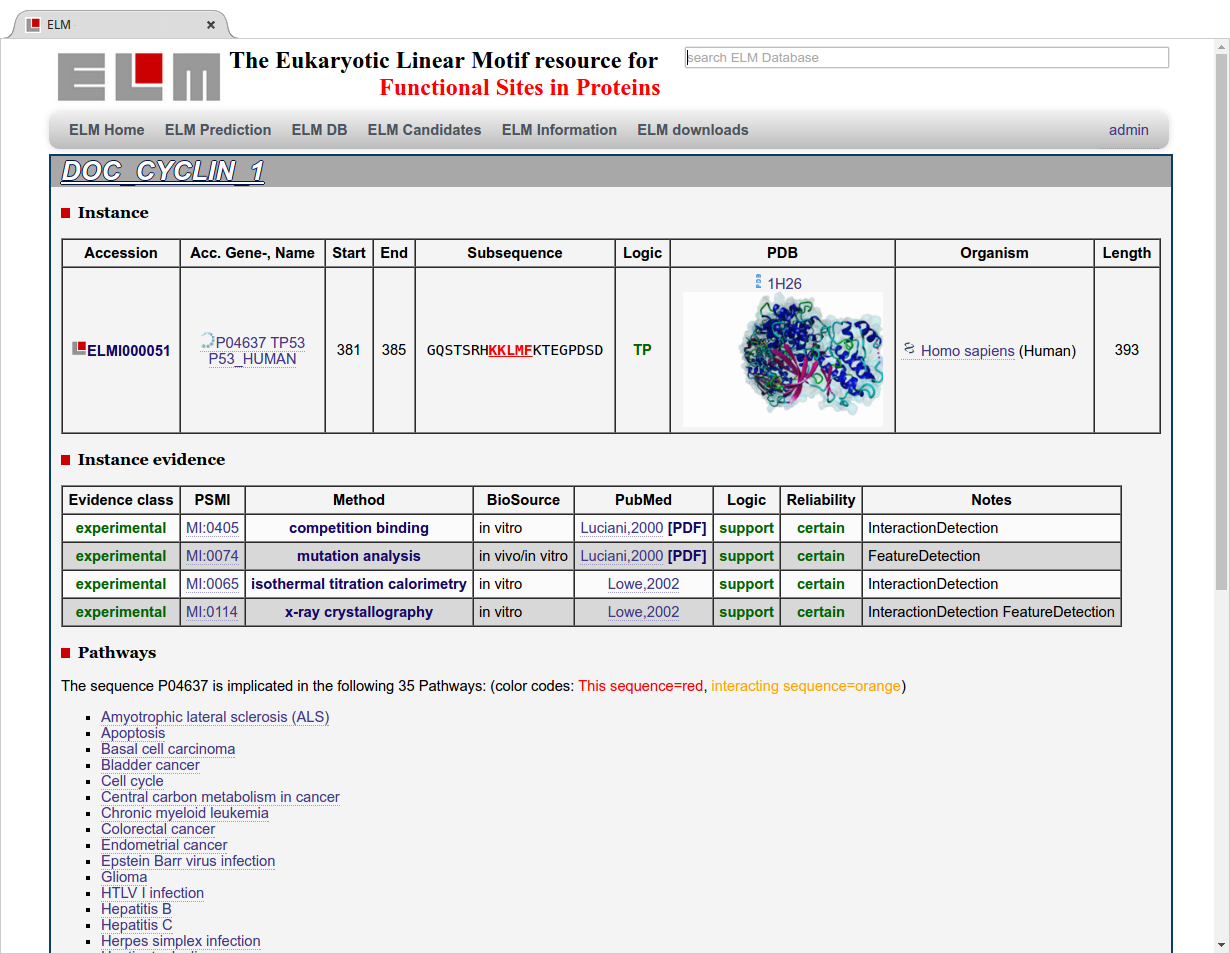 ELM
ELM
The Eukaryotic Linear Motif resource for
Functional Sites in Proteins
search ELM Database
ELM Home ELM Prediction ELM DB ELM Candidates ELM Information ELM downloads admin
DOC_CYCLIN_1
Instance
Accession Acc. Gene-, Name Start End Subsequence Logic PDB Organism Length
PDB 1H26
ELMI000051 P04637 TP53 381 385 GQSTSRHKKLMFKTEGPDSD TP Homo sapiens (Human) 393
P53_HUMAN
Instance evidence
Evidence class PSMI Method BioSource PubMed Logic Reliability Notes
experimental MI:0405 competition binding in vitro Luciani,2000 [PDF] support certain InteractionDetection
experimental MI:0074 mutation analysis in vivo/in vitro Luciani,2000 [PDF] support certain FeatureDetection
experimental MI:0065 isothermal titration calorimetry in vitro Lowe,2002 support certain InteractionDetection
experimental MI:0114 x-ray crystallography in vitro Lowe,2002 support certain InteractionDetection FeatureDetection
Pathways
The sequence P04637 is implicated in the following 35 Pathways: (color codes: This sequence=red, interacting sequence=orange)
Amyotrophic lateral sclerosis (ALS)
Apoptosis
Basal cell carcinoma
Bladder cancer
Cell cycle
Central carbon metabolism in cancer
Chronic myeloid leukemia
Colorectal cancer
Endometrial cancer
Epstein Barr virus infection
Glioma
HTLV I infection
Hepatitis B
Hepatitis C
Herpes simplex infection